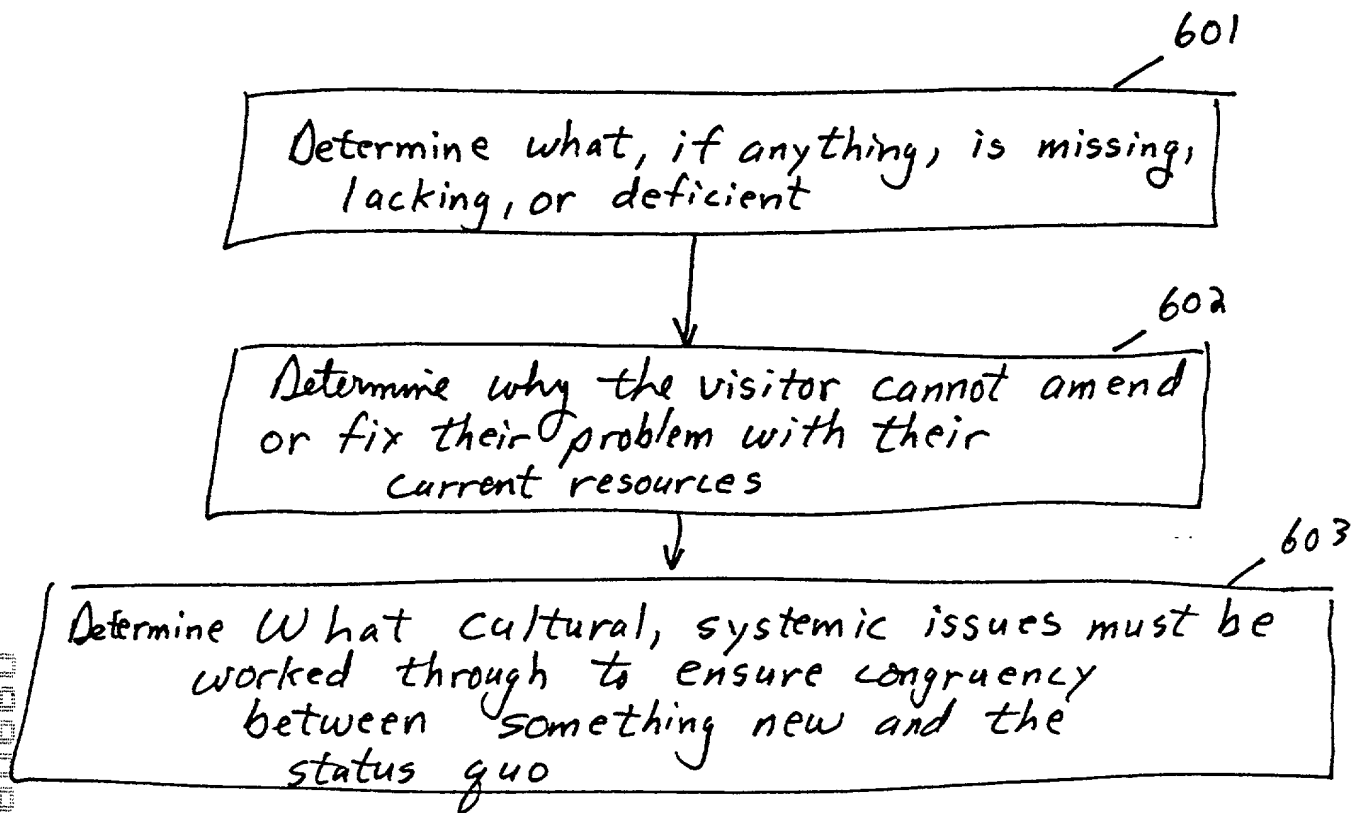 601
Determine what, if anything, is missing,
lacking, or deficient
602
Determine why the visitor cannot amend
or fix their problem with their
current resources
603
Determine What cultural, systemic issues must be
worked through to ensure congruency
between something new and the
status quo